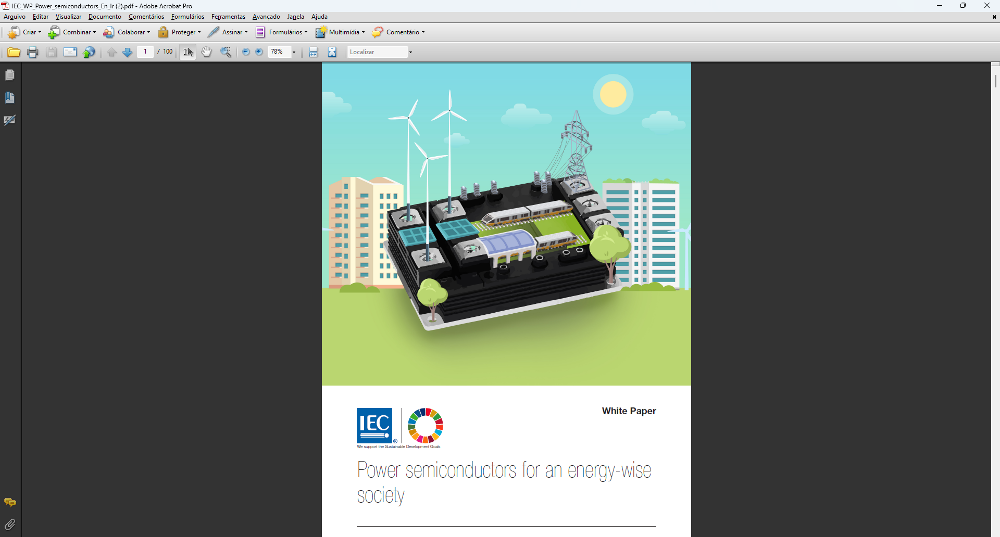 IEC_WP_Power_semiconductors_En_lr (2).pdf - Adobe Acrobat Pro
Arquivo Editar Visualizar Documento Comentários Formulários Ferramentas Avançado Janela Ajuda
Criar Combinar Colaborar Proteger Assinar Formulários Multimídia Comentário
1 / 100 78% Localizar
White Paper
IEC ®
We support the Sustainable Development Goals
Power semiconductors for an energy-wise
society